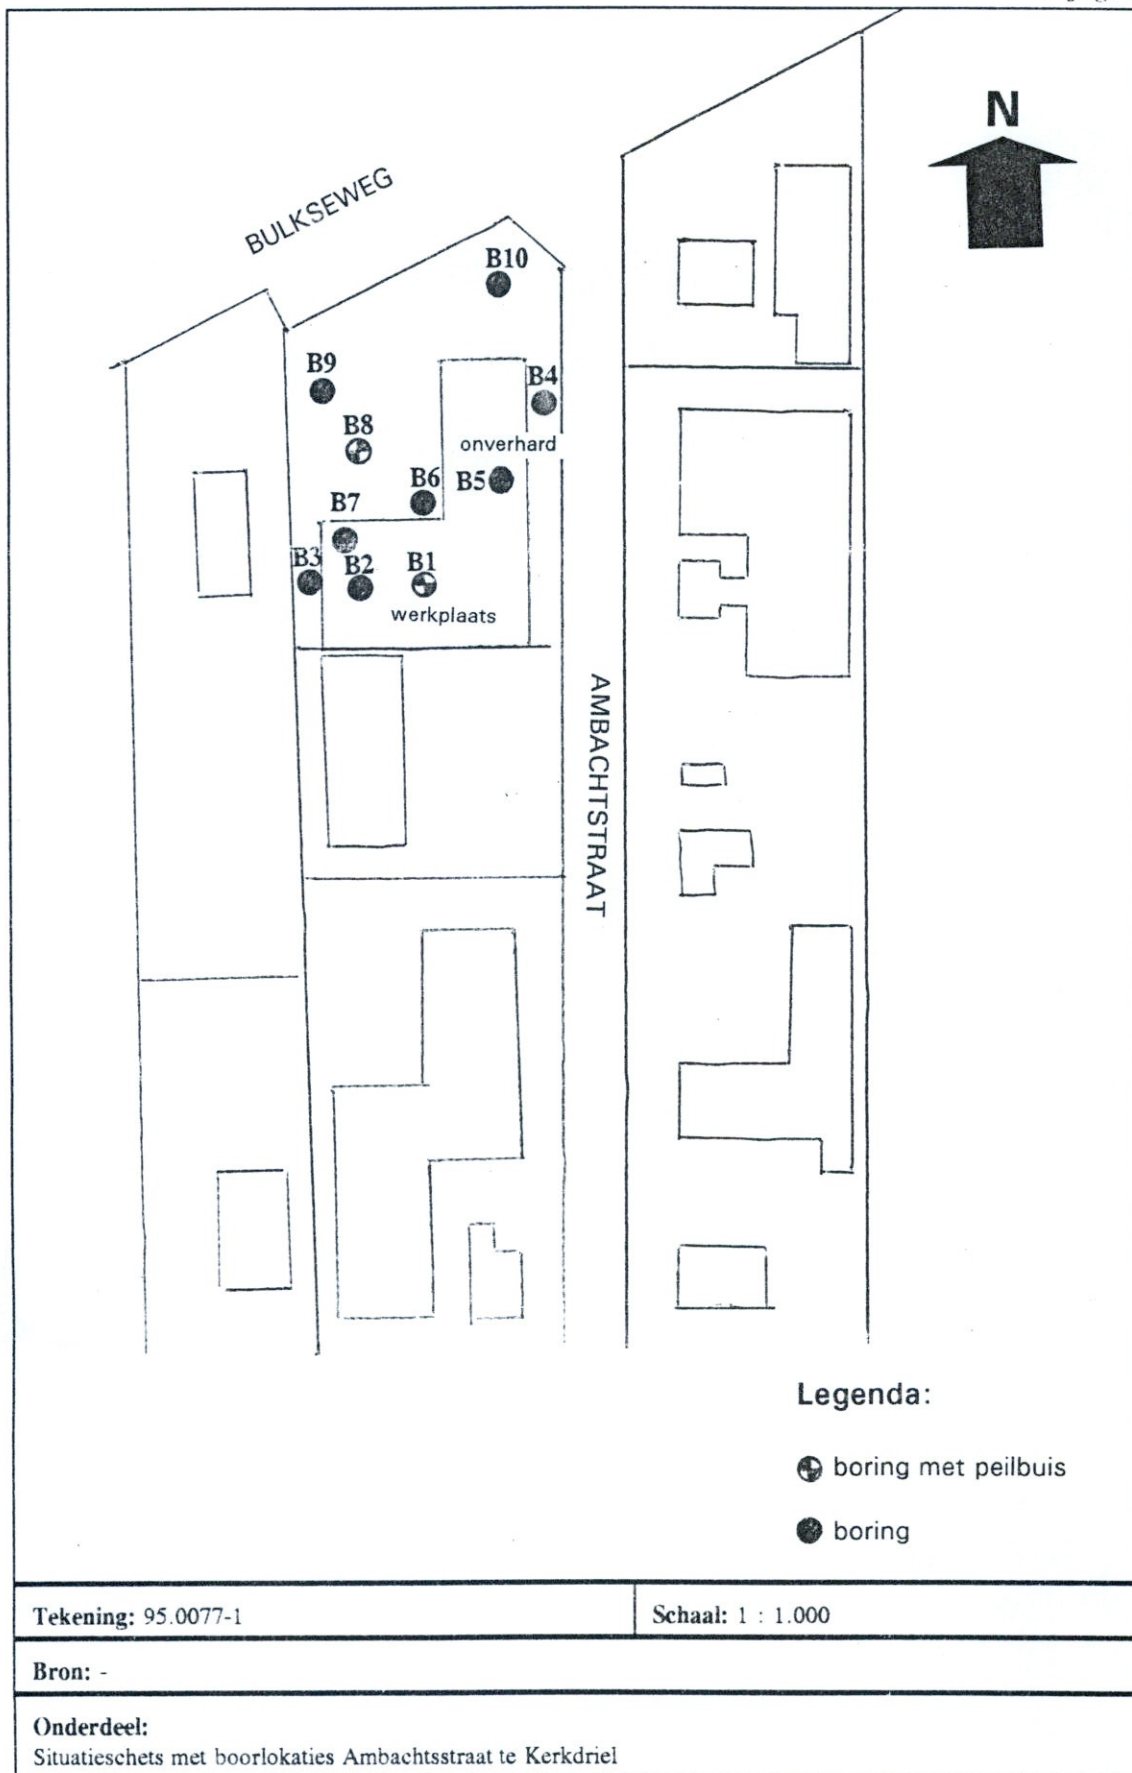 N
BULKSEWEG
B10
B9
B4
B8
onverhard
B6
B5
B7
B3
B2
B1
werkplaats
AMBACHTSTRAAT
Legenda:
boring met peilbuis
boring
Tekening: 95.0077-1
Schaal: 1 : 1.000
Bron: -
Onderdeel:
Situatieschets met boorlokaties Ambachtsstraat te Kerkdriel